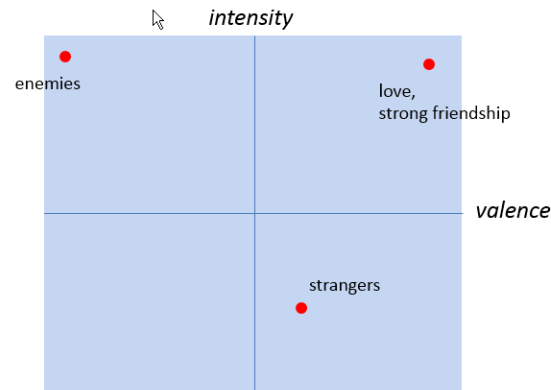 intensity
enemies
love,
strong friendship
valence
strangers